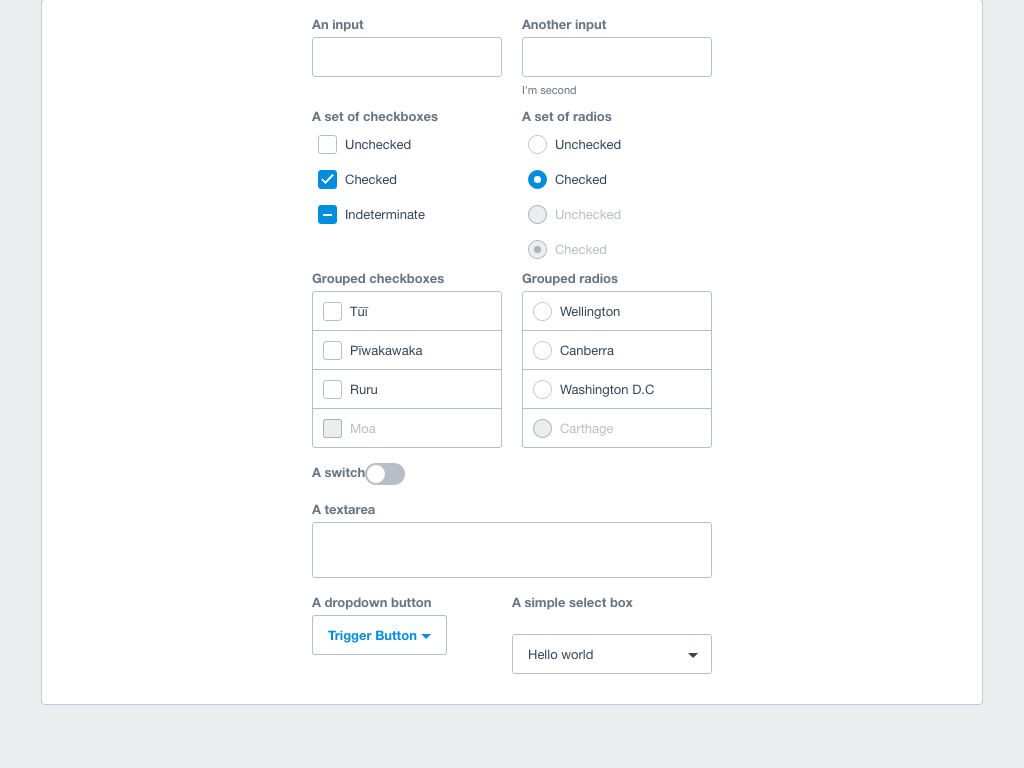 An input
Another input
I'm second
A set of checkboxes
A set of radios
Unchecked
Unchecked
Checked
Checked
Indeterminate
Unchecked
Checked
Grouped checkboxes
Grouped radios
Tūī
Wellington
Pīwakawaka
Canberra
Ruru
Washington D.C
Moa
Carthage
A switch
A textarea
A dropdown button
A simple select box
Trigger Button
Hello world